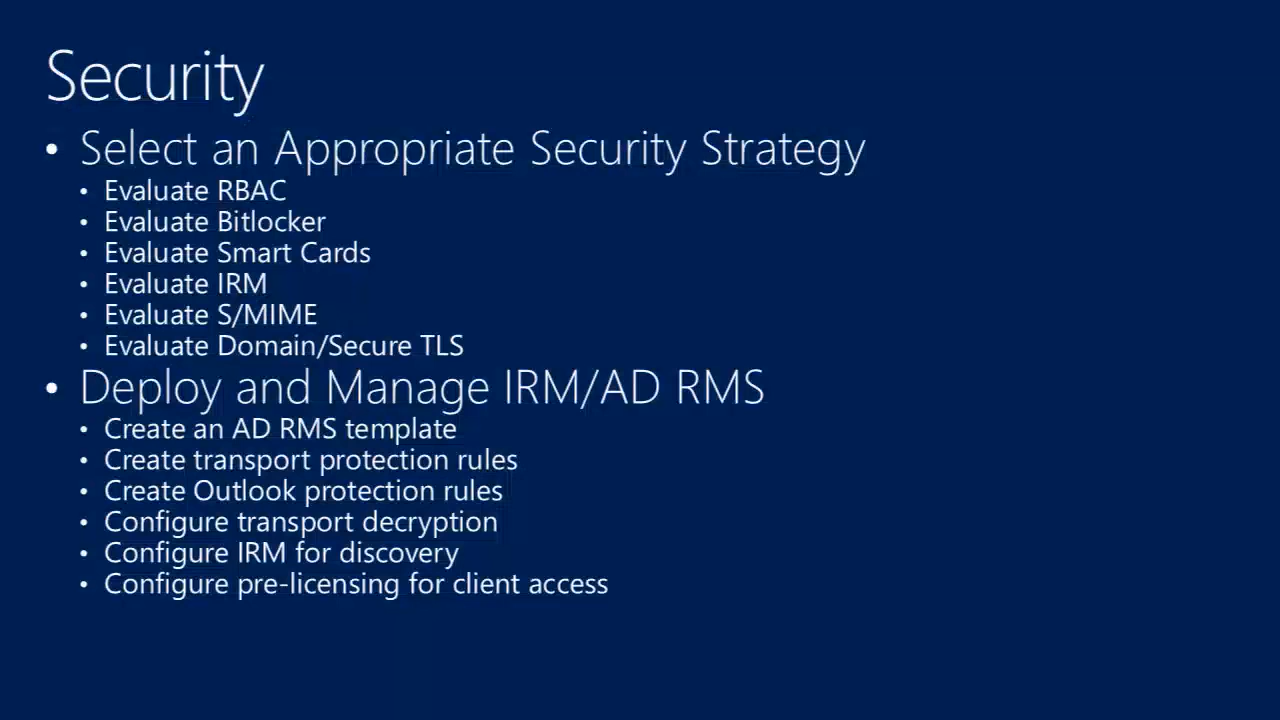 Security
• Select an Appropriate Security Strategy
• Evaluate RBAC
• Evaluate Bitlocker
• Evaluate Smart Cards
• Evaluate IRM
• Evaluate S/MIME
• Evaluate Domain/Secure TLS
• Deploy and Manage IRM/AD RMS
• Create an AD RMS template
• Create transport protection rules
• Create Outlook protection rules
• Configure transport decryption
• Configure IRM for discovery
• Configure pre-licensing for client access